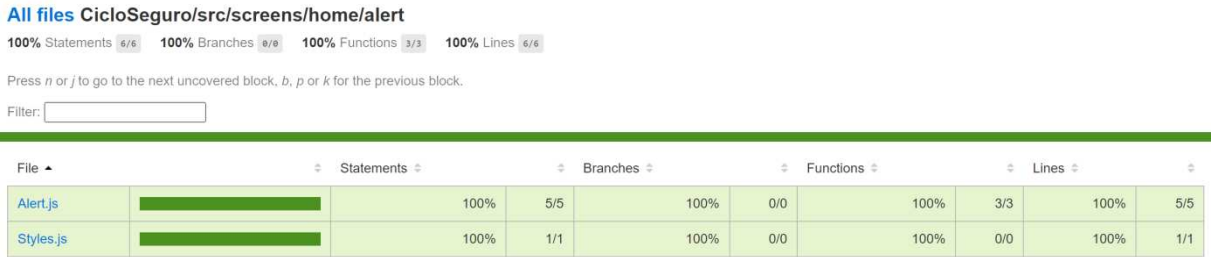 All files CicloSeguro/src/screens/home/alert
100% Statements 6/6 100% Branches 0/0 100% Functions 3/3 100% Lines 6/6
Press n or j to go to the next uncovered block, b, p or k for the previous block.
Filter:
File Statements Branches Functions Lines
Alert.js 100% 5/5 100% 0/0 100% 3/3 100% 5/5
Styles.js 100% 1/1 100% 0/0 100% 0/0 100% 1/1